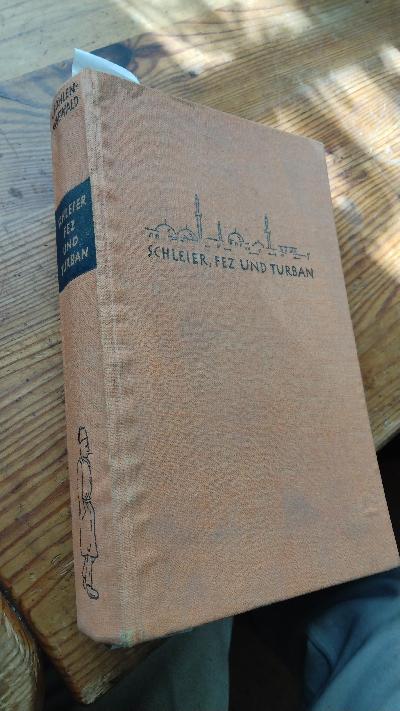 SCHLEIER
FEZ
UND
TURBAN
SCHLEIER, FEZ UND TURBAN